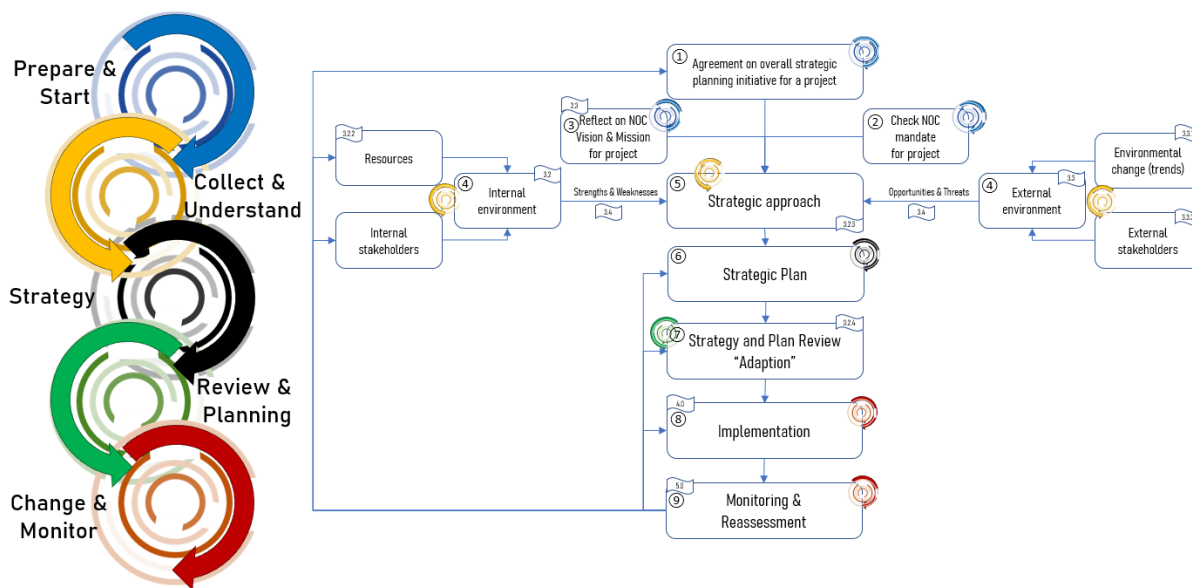 Prepare &
Start
Collect &
Understand
Strategy
Review &
Planning
Change &
Monitor
①
Agreement on overall strategic
planning initiative for a project
2.3
③
Reflect on NOC
Vision & Mission
for project
②
Check NOC
mandate
for project
3.2.2
Resources
Internal
stakeholders
④
3.2
Internal
environment
Strengths & Weaknesses
3.4
⑤
Strategic approach
3.2.3
Opportunities & Threats
3.4
④
3.3
External
environment
Environmental
change (trends)
External
stakeholders
⑥
Strategic Plan
⑦
3.2.4
Strategy and Plan Review
“Adaption”
4.0
⑧
Implementation
5.0
⑨
Monitoring &
Reassessment